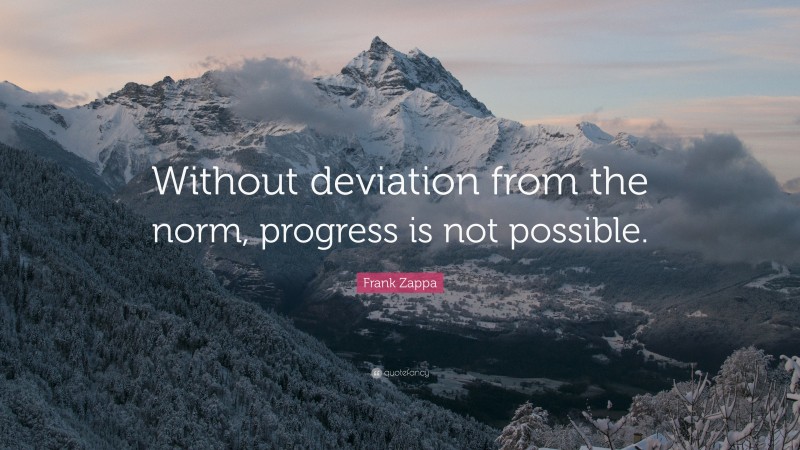 Without deviation from the
norm, progress is not possible.
Frank Zappa
quotefancy